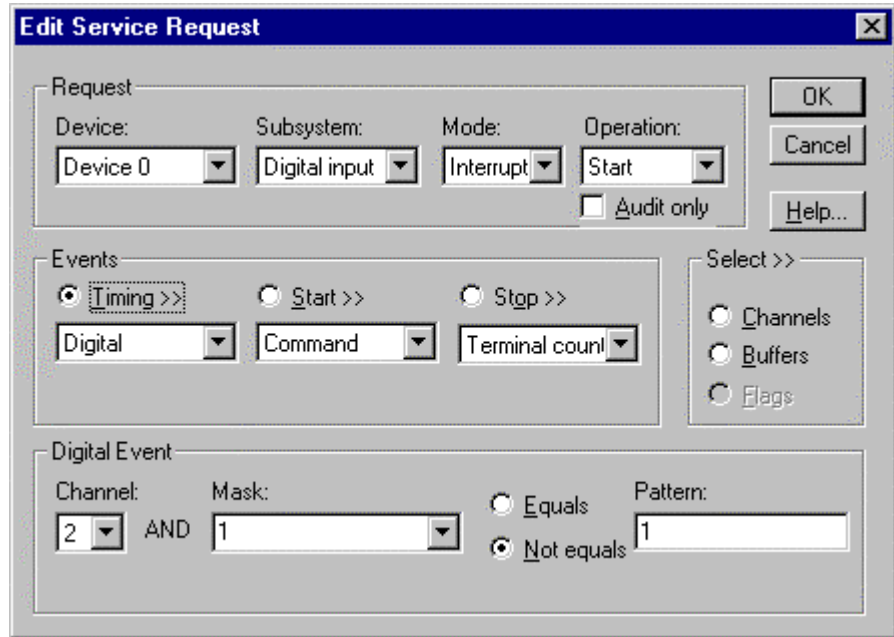 Edit Service Request
Request
OK
Device: Subsystem: Mode: Operation:
Cancel
Device 0 Digital input Interrupt Start
Audit only
Help...
Events
Select >>
Timing >> Start >> Stop >>
Channels
Digital Command Terminal count
Buffers
Flags
Digital Event
Channel: Mask: Equals Pattern:
2 AND 1 Not equals 1